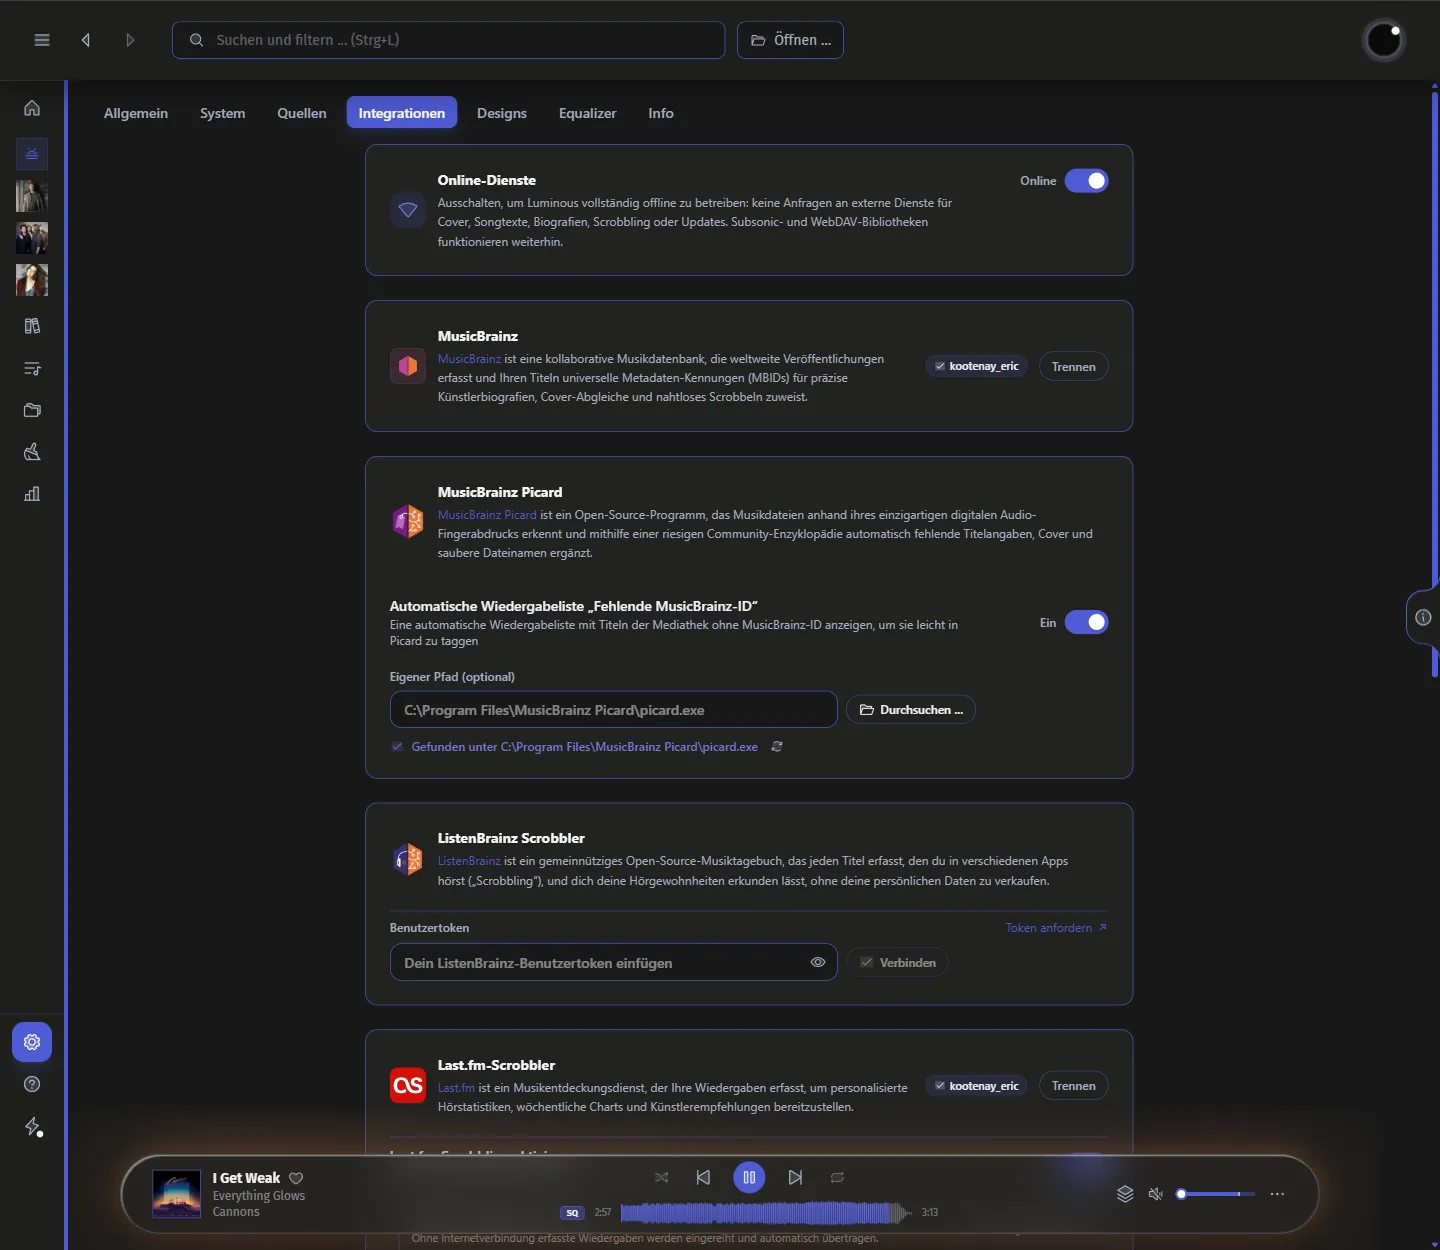 Suchen und filtern ... (Strg+L)
Öffnen ...
Allgemein
System
Quellen
Integrationen
Designs
Equalizer
Info
Online-Dienste
Ausschalten, um Luminous vollständig offline zu betreiben: keine Anfragen an externe Dienste für
Cover, Songtexte, Biografien, Scrobbling oder Updates. Subsonic- und WebDAV-Bibliotheken
funktionieren weiterhin.
Online
MusicBrainz
MusicBrainz ist eine kollaborative Musikdatenbank, die weltweite Veröffentlichungen
erfasst und Ihren Titeln universelle Metadaten-Kennungen (MBIDs) für präzise
Künstlerbiografien, Cover-Abgleiche und nahtloses Scrobbeln zuweist.
kootenay_eric
Trennen
MusicBrainz Picard
MusicBrainz Picard ist ein Open-Source-Programm, das Musikdateien anhand ihres einzigartigen digitalen Audio-
Fingerabdrucks erkennt und mithilfe einer riesigen Community-Enzyklopädie automatisch fehlende Titelangaben, Cover und
saubere Dateinamen ergänzt.
Automatische Wiedergabeliste „Fehlende MusicBrainz-ID“
Eine automatische Wiedergabeliste mit Titeln der Mediathek ohne MusicBrainz-ID anzeigen, um sie leicht in
Picard zu taggen
Ein
Eigener Pfad (optional)
C:\Program Files\MusicBrainz Picard\picard.exe
Durchsuchen ...
Gefunden unter C:\Program Files\MusicBrainz Picard\picard.exe
ListenBrainz Scrobbler
ListenBrainz ist ein gemeinnütziges Open-Source-Musiktagebuch, das jeden Titel erfasst, den du in verschiedenen Apps
hörst („Scrobbling“), und dich deine Hörgewohnheiten erkunden lässt, ohne deine persönlichen Daten zu verkaufen.
Benutzertoken
Token anfordern
Dein ListenBrainz-Benutzertoken einfügen
Verbinden
Last.fm-Scrobbler
Last.fm ist ein Musikentdeckungsdienst, der Ihre Wiedergaben erfasst, um personalisierte
Hörstatistiken, wöchentliche Charts und Künstlerempfehlungen bereitzustellen.
kootenay_eric
Trennen
I Get Weak
Everything Glows
Cannons
SQ
2:57
3:13
Ohne Internetverbindung erfasste Wiedergaben werden eingereiht und automatisch übertragen.